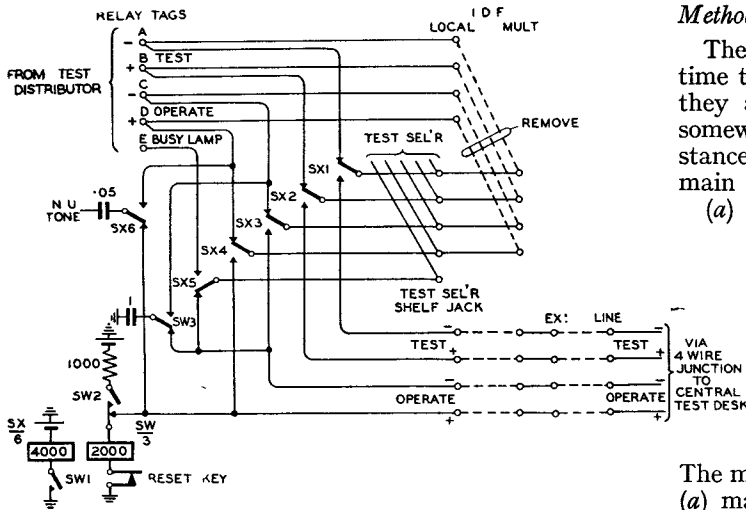 RELAY TAGS
I D F
LOCAL MULT
A
-
B TEST
+
FROM TEST
DISTRIBUTOR
C
-
D OPERATE
+
E BUSY LAMP
REMOVE
TEST SEL'R
SX1
SX2
SX3
SX4
SX5
SX6
.05
N U
TONE
TEST SEL'R
SHELF JACK
1
SW3
1000
SW2
SX
6
4000
SW1
SW
3
2000
RESET KEY
EX: LINE
- -
TEST TEST
+ +
- -
OPERATE OPERATE
+ +
VIA
4 WIRE
JUNCTION
TO
CENTRAL
TEST DESK
Method
The
time t
they a
somew
stance
main
(a)
The m
(a) ma